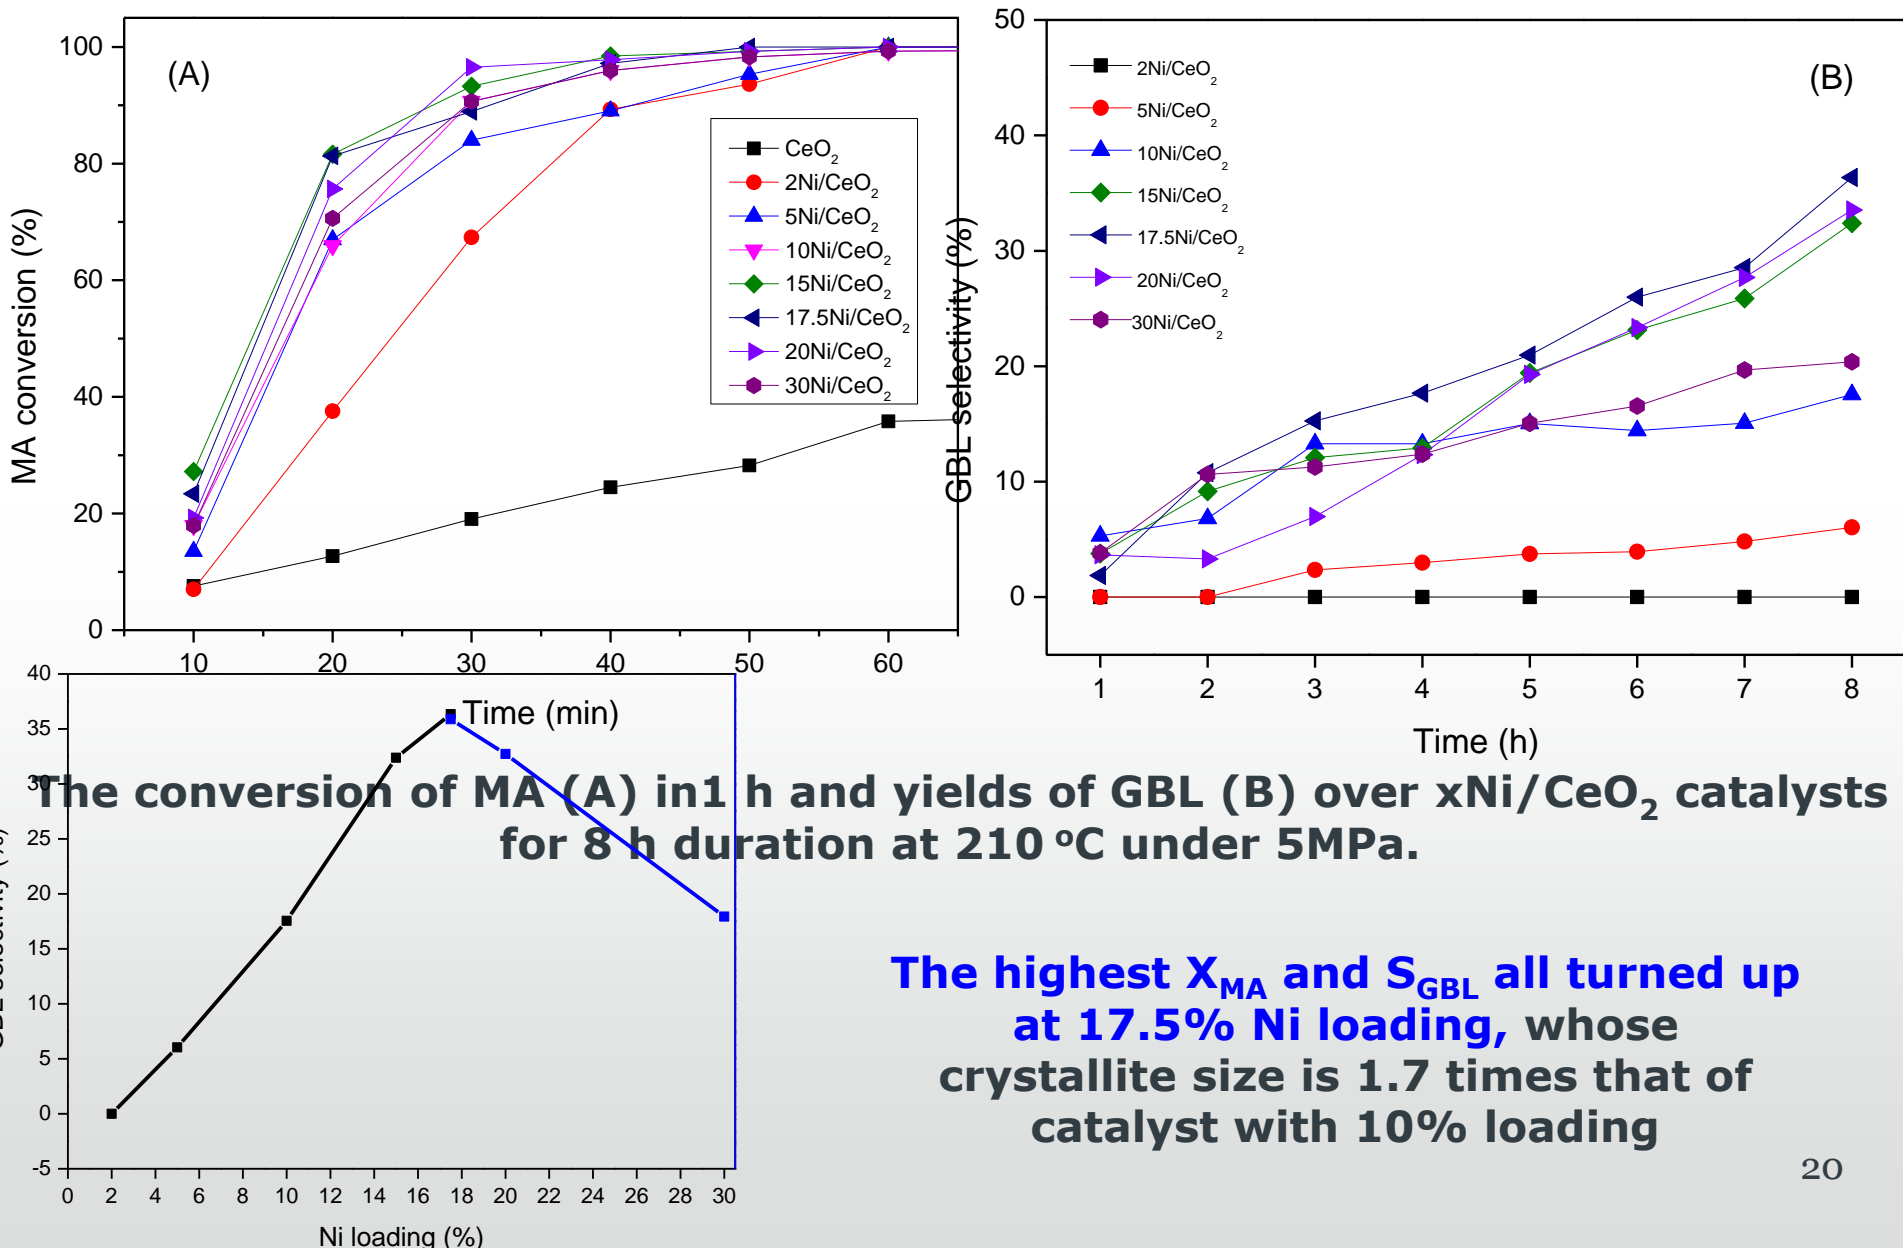 (A)
MA conversion (%)
100
80
60
40
20
0
CeO2
2Ni/CeO2
5Ni/CeO2
10Ni/CeO2
15Ni/CeO2
17.5Ni/CeO2
20Ni/CeO2
30Ni/CeO2
10 20 30 40 50 60
Time (min)
(B)
GBL selectivity (%)
50
40
30
20
10
0
2Ni/CeO2
5Ni/CeO2
10Ni/CeO2
15Ni/CeO2
17.5Ni/CeO2
20Ni/CeO2
30Ni/CeO2
1 2 3 4 5 6 7 8
Time (h)
40
35
30
25
20
15
10
5
0
-5
0 2 4 6 8 10 12 14 16 18 20 22 24 26 28 30
Ni loading (%)
The conversion of MA (A) in1 h and yields of GBL (B) over xNi/CeO2 catalysts
for 8 h duration at 210 oC under 5MPa.
The highest XMA and SGBL all turned up
at 17.5% Ni loading, whose
crystallite size is 1.7 times that of
catalyst with 10% loading
20